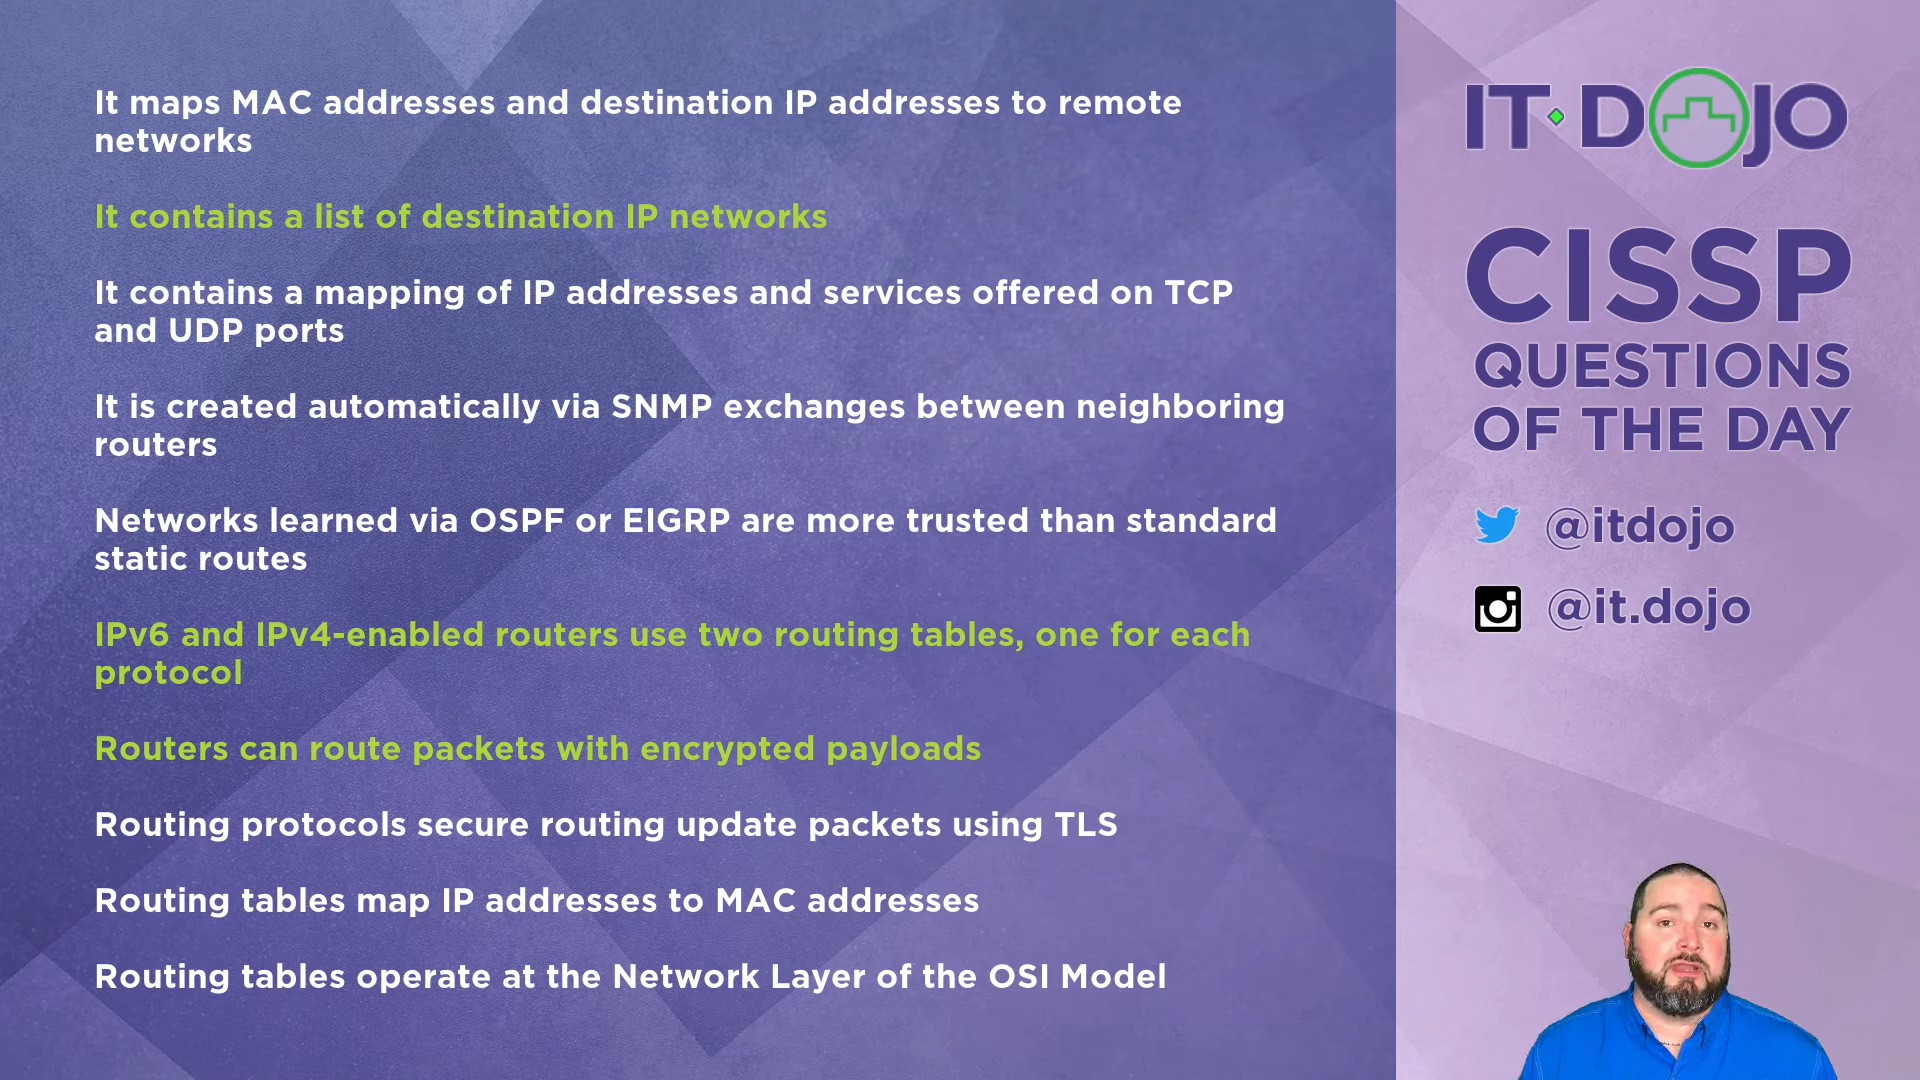 It maps MAC addresses and destination IP addresses to remote
networks
It contains a list of destination IP networks
It contains a mapping of IP addresses and services offered on TCP
and UDP ports
It is created automatically via SNMP exchanges between neighboring
routers
Networks learned via OSPF or EIGRP are more trusted than standard
static routes
IPv6 and IPv4-enabled routers use two routing tables, one for each
protocol
Routers can route packets with encrypted payloads
Routing protocols secure routing update packets using TLS
Routing tables map IP addresses to MAC addresses
Routing tables operate at the Network Layer of the OSI Model
IT DOJO
CISSP
QUESTIONS
OF THE DAY
@itdojo
@it.dojo